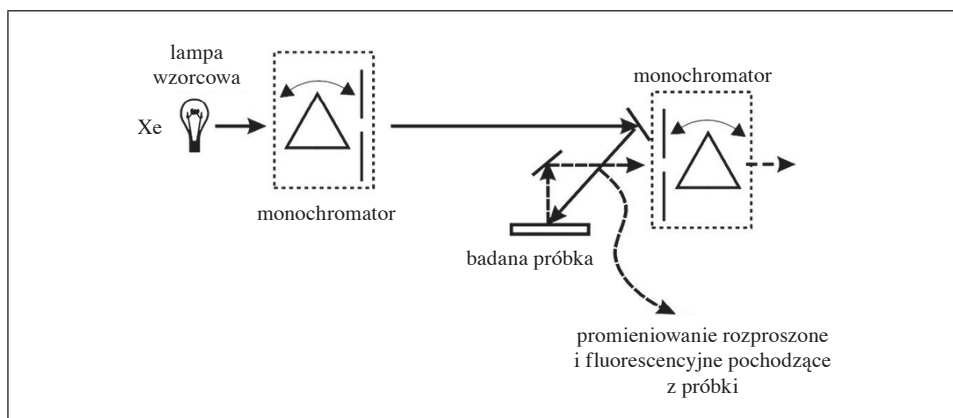 lampa
wzorcowa
Xe
monochromator
monochromator
badana próbka
promieniowanie rozproszone
i fluorescencyjne pochodzące
z próbki